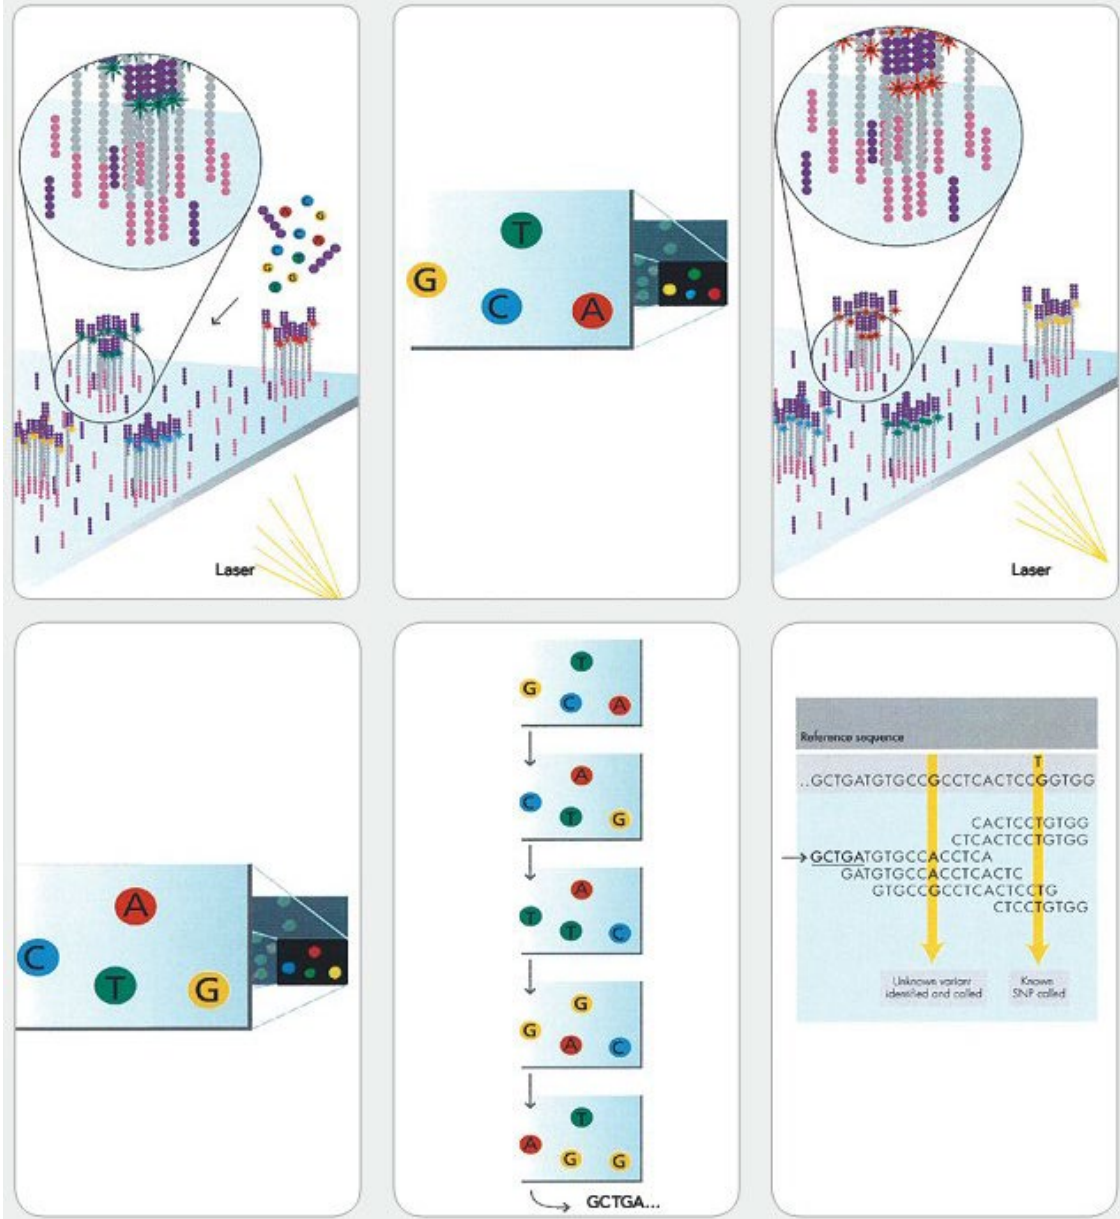 C
G
A
C
C
A
T
G
G
C
Laser
T
G
C
A
Laser
A
C
T
G
T
G
C
A
A
C
T
G
A
T
T
C
G
G
A
C
T
A
G
G
GCTGA...
Reference sequence
T
..GCTGATGTGCCGCCTCACTCCGGTGG
CACTCCTGTGG
CTCACTCCTGTGG
GCTGATGTGCCACCTCA
GATGTGCCACCTCACTC
GTGCCGCCTCACTCCTG
CTCCTGTGG
Unknown variant
identified and called
Known
SNP called